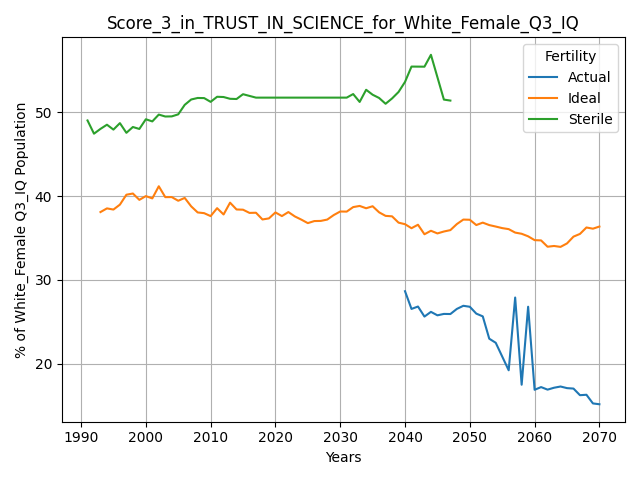 Score_3_in_TRUST_IN_SCIENCE_for_White_Female_Q3_IQ
Fertility
Actual
Ideal
Sterile
% of White_Female Q3_IQ Population
50
40
30
20
1990 2000 2010 2020 2030 2040 2050 2060 2070
Years